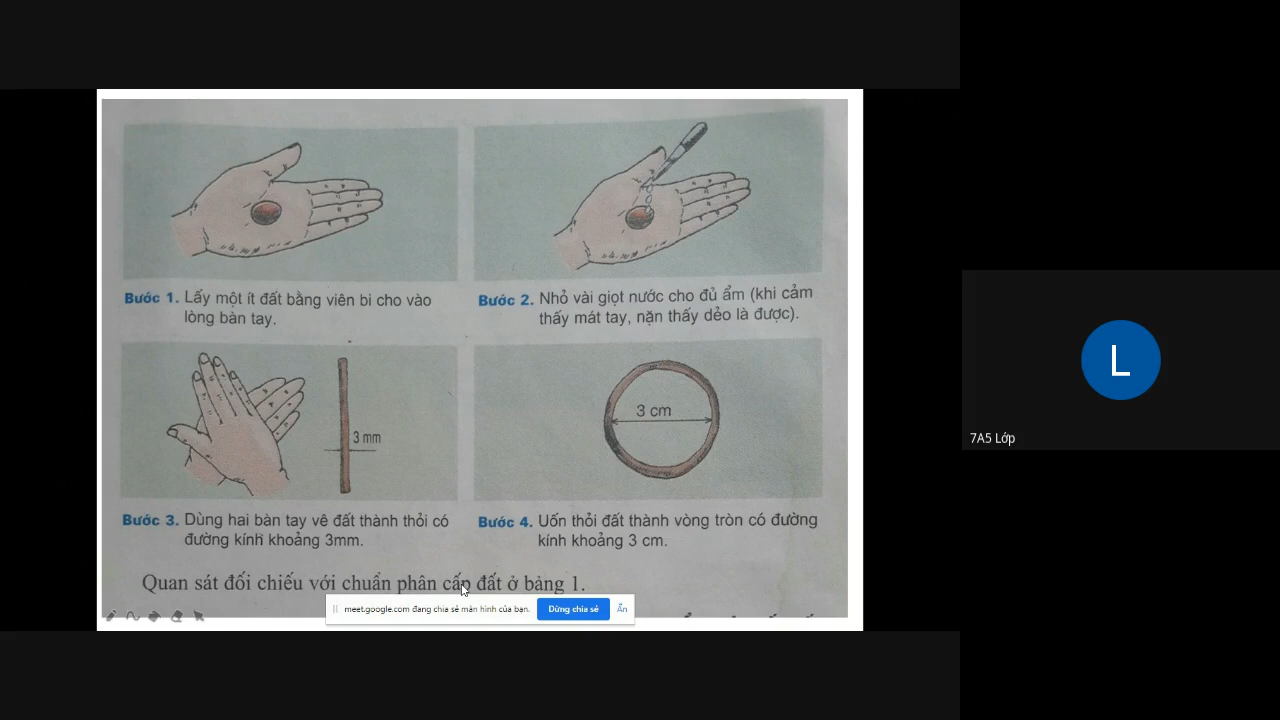 Bước 1. Lấy một ít đất bằng viên bi cho vào
lòng bàn tay.
Bước 2. Nhỏ vài giọt nước cho đủ ẩm (khi cảm
thấy mát tay, nặn thấy dẻo là được).
3 mm
3 cm
Bước 3. Dùng hai bàn tay vê đất thành thỏi có
đường kính khoảng 3mm.
Bước 4. Uốn thỏi đất thành vòng tròn có đường
kính khoảng 3 cm.
Quan sát đối chiếu với chuẩn phân cấp đất ở bảng 1.
meet.google.com đang chia sẻ màn hình của bạn.
Dừng chia sẻ
Ẩn
L
7A5 Lớp